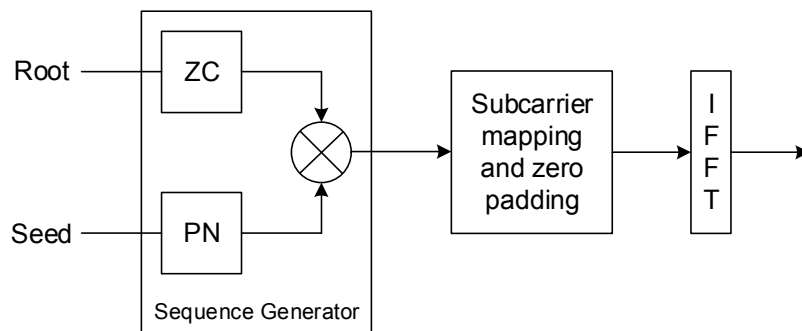 Root
ZC
Seed
PN
Sequence Generator
Subcarrier
mapping
and zero
padding
I
F
F
T